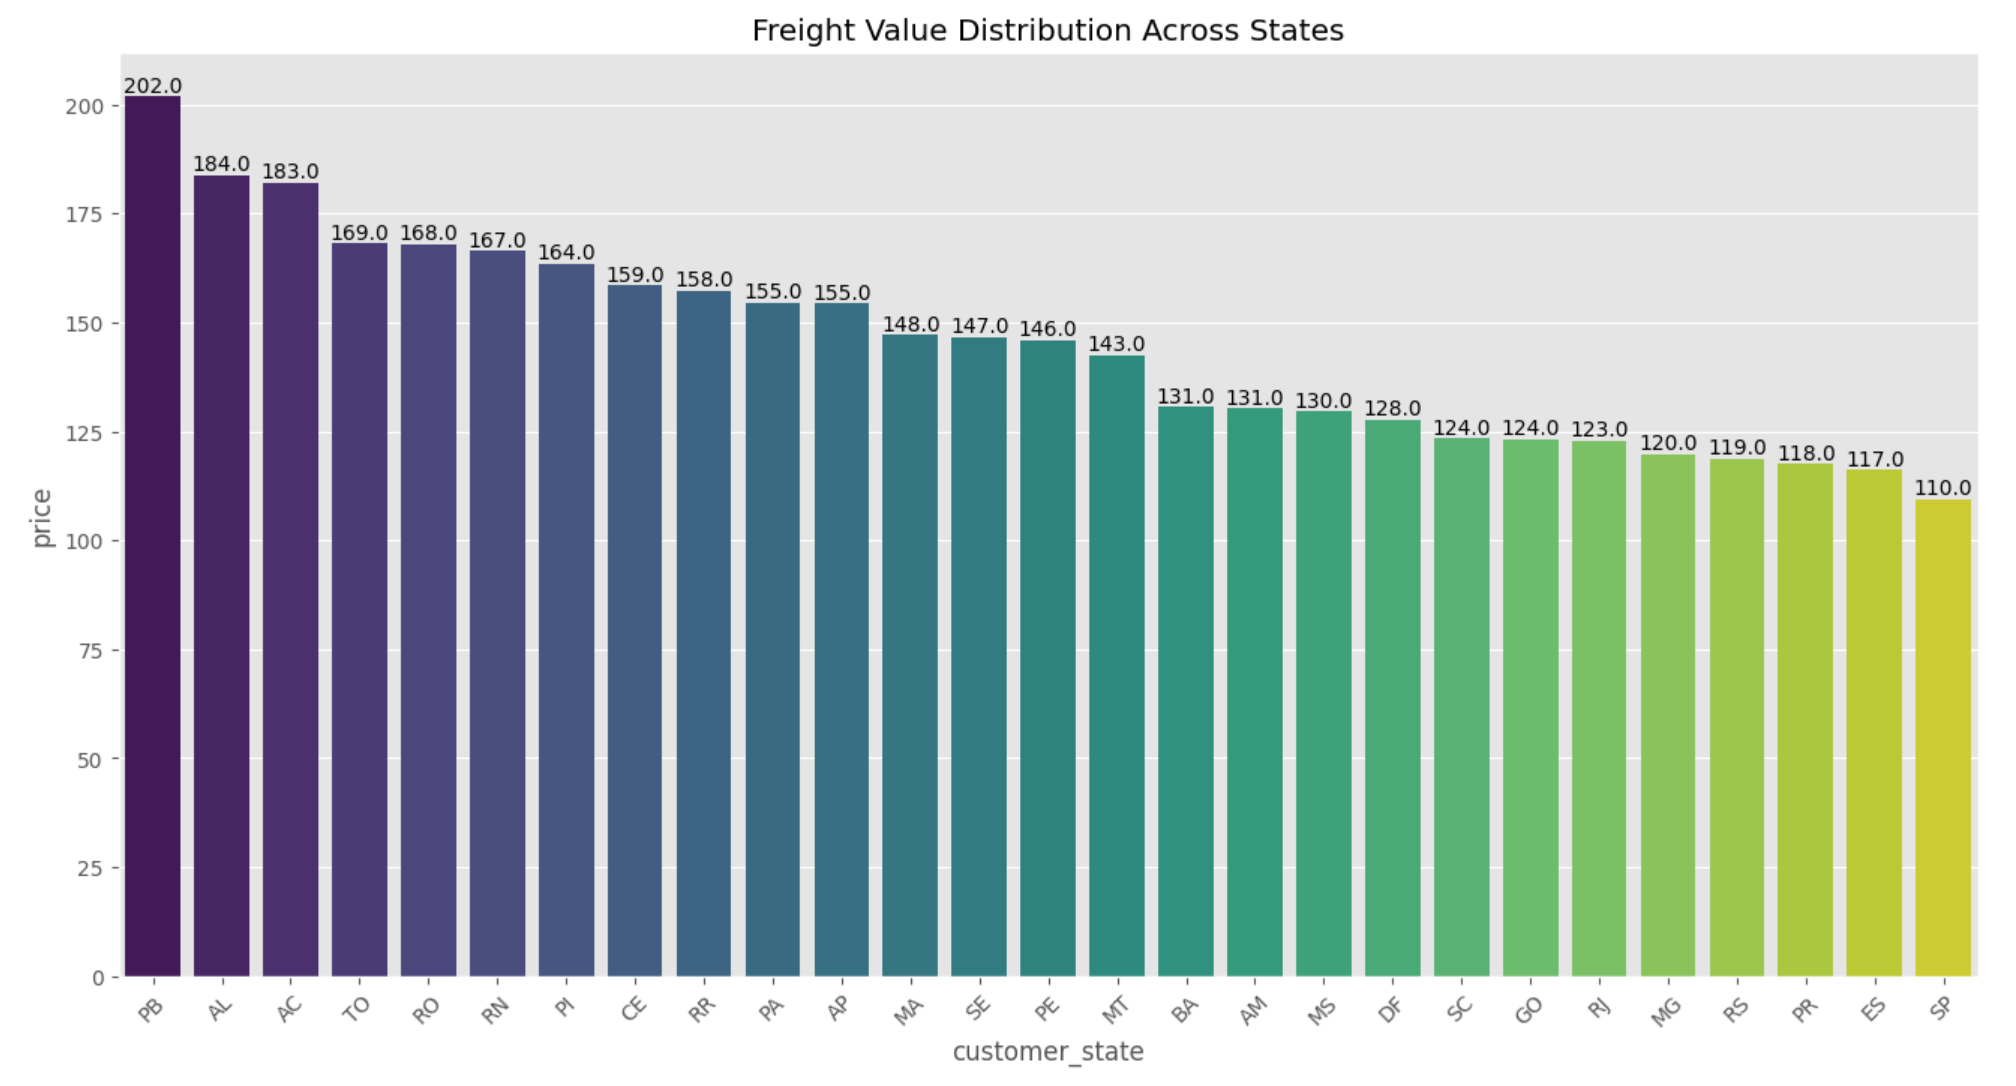 Freight Value Distribution Across States
price
200
175
150
125
100
75
50
25
0
202.0
184.0
183.0
169.0
168.0
167.0
164.0
159.0
158.0
155.0
155.0
148.0
147.0
146.0
143.0
131.0
131.0
130.0
128.0
124.0
124.0
123.0
120.0
119.0
118.0
117.0
110.0
PB
AL
AC
TO
RO
RN
PI
CE
RR
PA
AP
MA
SE
PE
MT
BA
AM
MS
DF
SC
GO
RJ
MG
RS
PR
ES
SP
customer_state